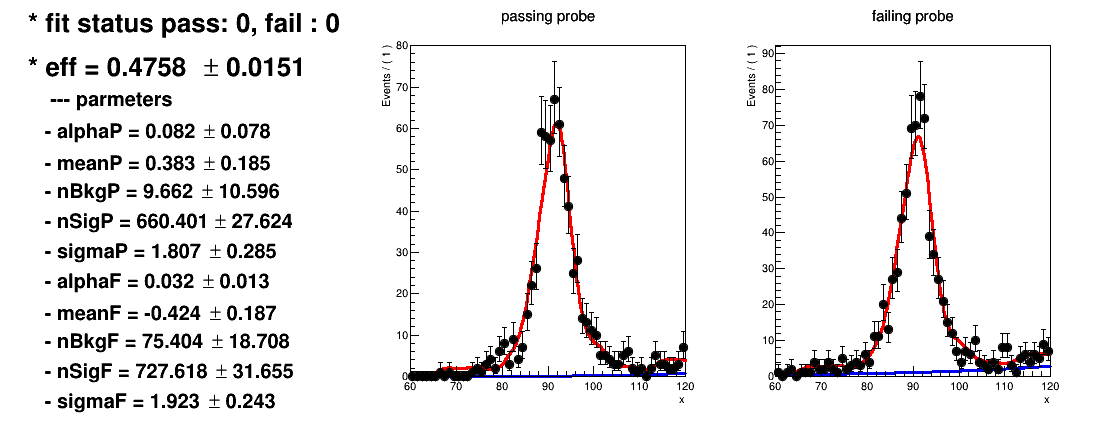 * fit status pass: 0, fail : 0
* eff = 0.4758 ± 0.0151
--- parmeters
- alphaP = 0.082 ± 0.078
- meanP = 0.383 ± 0.185
- nBkgP = 9.662 ± 10.596
- nSigP = 660.401 ± 27.624
- sigmaP = 1.807 ± 0.285
- alphaF = 0.032 ± 0.013
- meanF = -0.424 ± 0.187
- nBkgF = 75.404 ± 18.708
- nSigF = 727.618 ± 31.655
- sigmaF = 1.923 ± 0.243
passing probe
Events / ( 1 )
80
70
60
50
40
30
20
10
0
60 70 80 90 100 110 120
x
failing probe
Events / ( 1 )
90
80
70
60
50
40
30
20
10
0
60 70 80 90 100 110 120
x